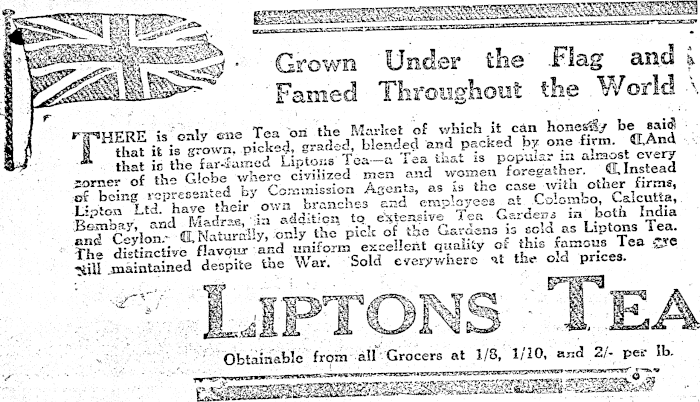 Grown Under the Flag and
Famed Throughout the World
THERE is only one Tea on the Market of which it can honestly be said
that it is grown, picked, graded, blended and packed by one firm. ¶And
that is the far-famed Liptons Tea—a Tea that is popular in almost every
corner of the Globe where civilized men and women foregather. ¶Instead
of being represented by Commission Agents, as is the case with other firms,
Lipton Ltd. have their own branches and employees at Colombo, Calcutta,
Bombay, and Madras, in addition to extensive Tea Gardens in both India
and Ceylon. ¶Naturally, only the pick of the Gardens is sold as Liptons Tea.
The distinctive flavour and uniform excellent quality of this famous Tea are
still maintained despite the War. Sold everywhere at the old prices.
LIPTONS TEA
Obtainable from all Grocers at 1/8, 1/10, and 2/- per lb.